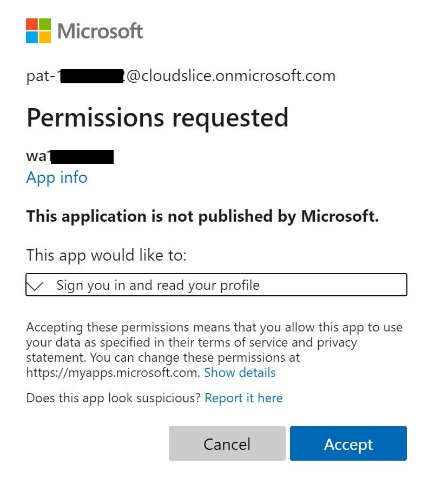 Microsoft
pat-1 2@cloudslice.onmicrosoft.com
Permissions requested
wa1
App info
This application is not published by Microsoft.
This app would like to:
Sign you in and read your profile
Accepting these permissions means that you allow this app to use
your data as specified in their terms of service and privacy
statement. You can change these permissions at
https://myapps.microsoft.com. Show details
Does this app look suspicious? Report it here
Cancel Accept